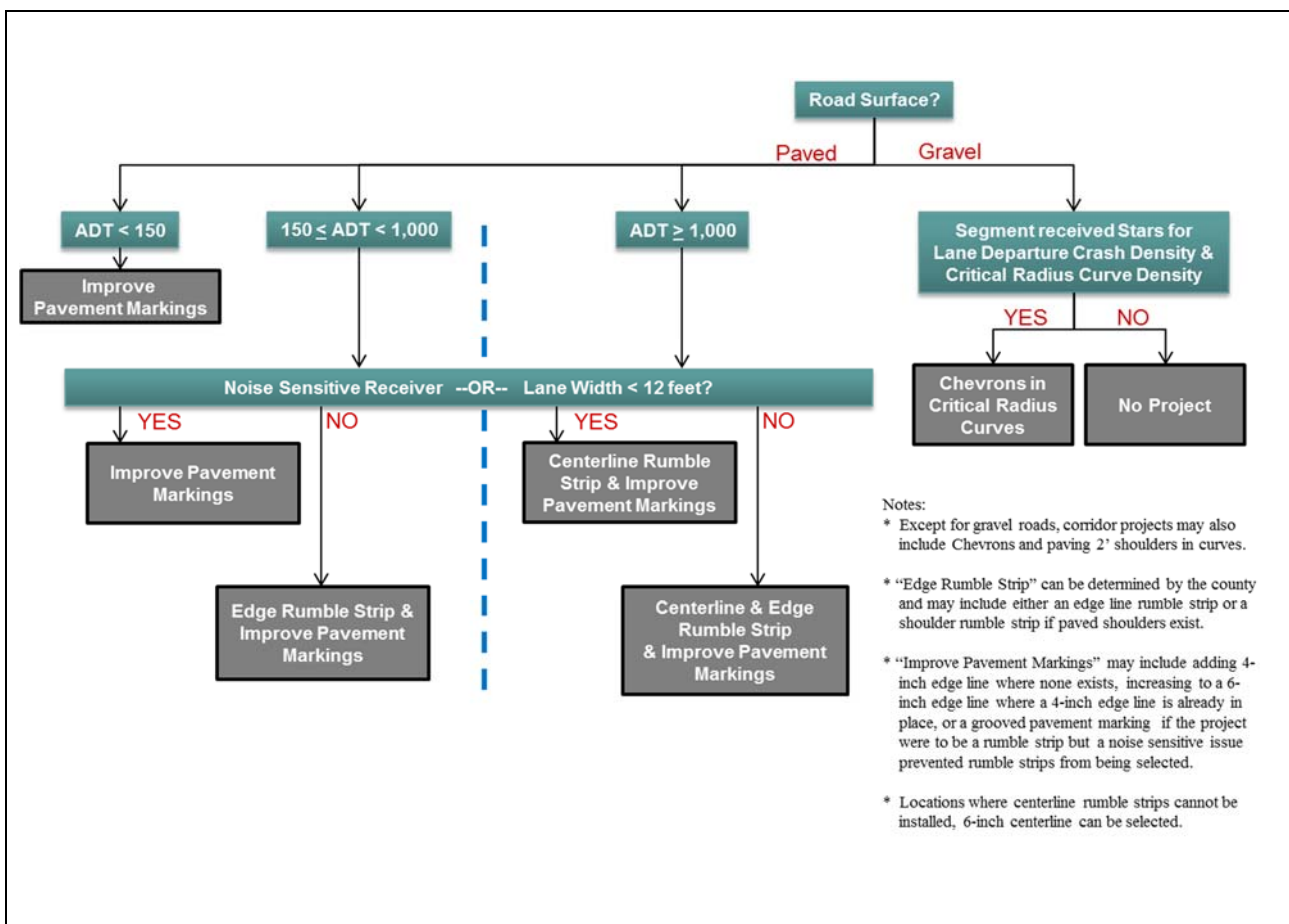 Road Surface?
Paved
Gravel
ADT < 150
150 ≤ ADT < 1,000
ADT ≥ 1,000
Segment received Stars for
Lane Departure Crash Density &
Critical Radius Curve Density
Improve
Pavement Markings
YES
NO
Chevrons in
Critical Radius
Curves
No Project
Noise Sensitive Receiver --OR-- Lane Width < 12 feet?
YES
NO
YES
NO
Improve Pavement
Markings
Centerline Rumble
Strip & Improve
Pavement Markings
Edge Rumble Strip &
Improve Pavement
Markings
Centerline & Edge
Rumble Strip
& Improve Pavement
Markings
Notes:
* Except for gravel roads, corridor projects may also
include Chevrons and paving 2’ shoulders in curves.
* “Edge Rumble Strip” can be determined by the county
and may include either an edge line rumble strip or a
shoulder rumble strip if paved shoulders exist.
* “Improve Pavement Markings” may include adding 4-
inch edge line where none exists, increasing to a 6-
inch edge line where a 4-inch edge line is already in
place, or a grooved pavement marking if the project
were to be a rumble strip but a noise sensitive issue
prevented rumble strips from being selected.
* Locations where centerline rumble strips cannot be
installed, 6-inch centerline can be selected.